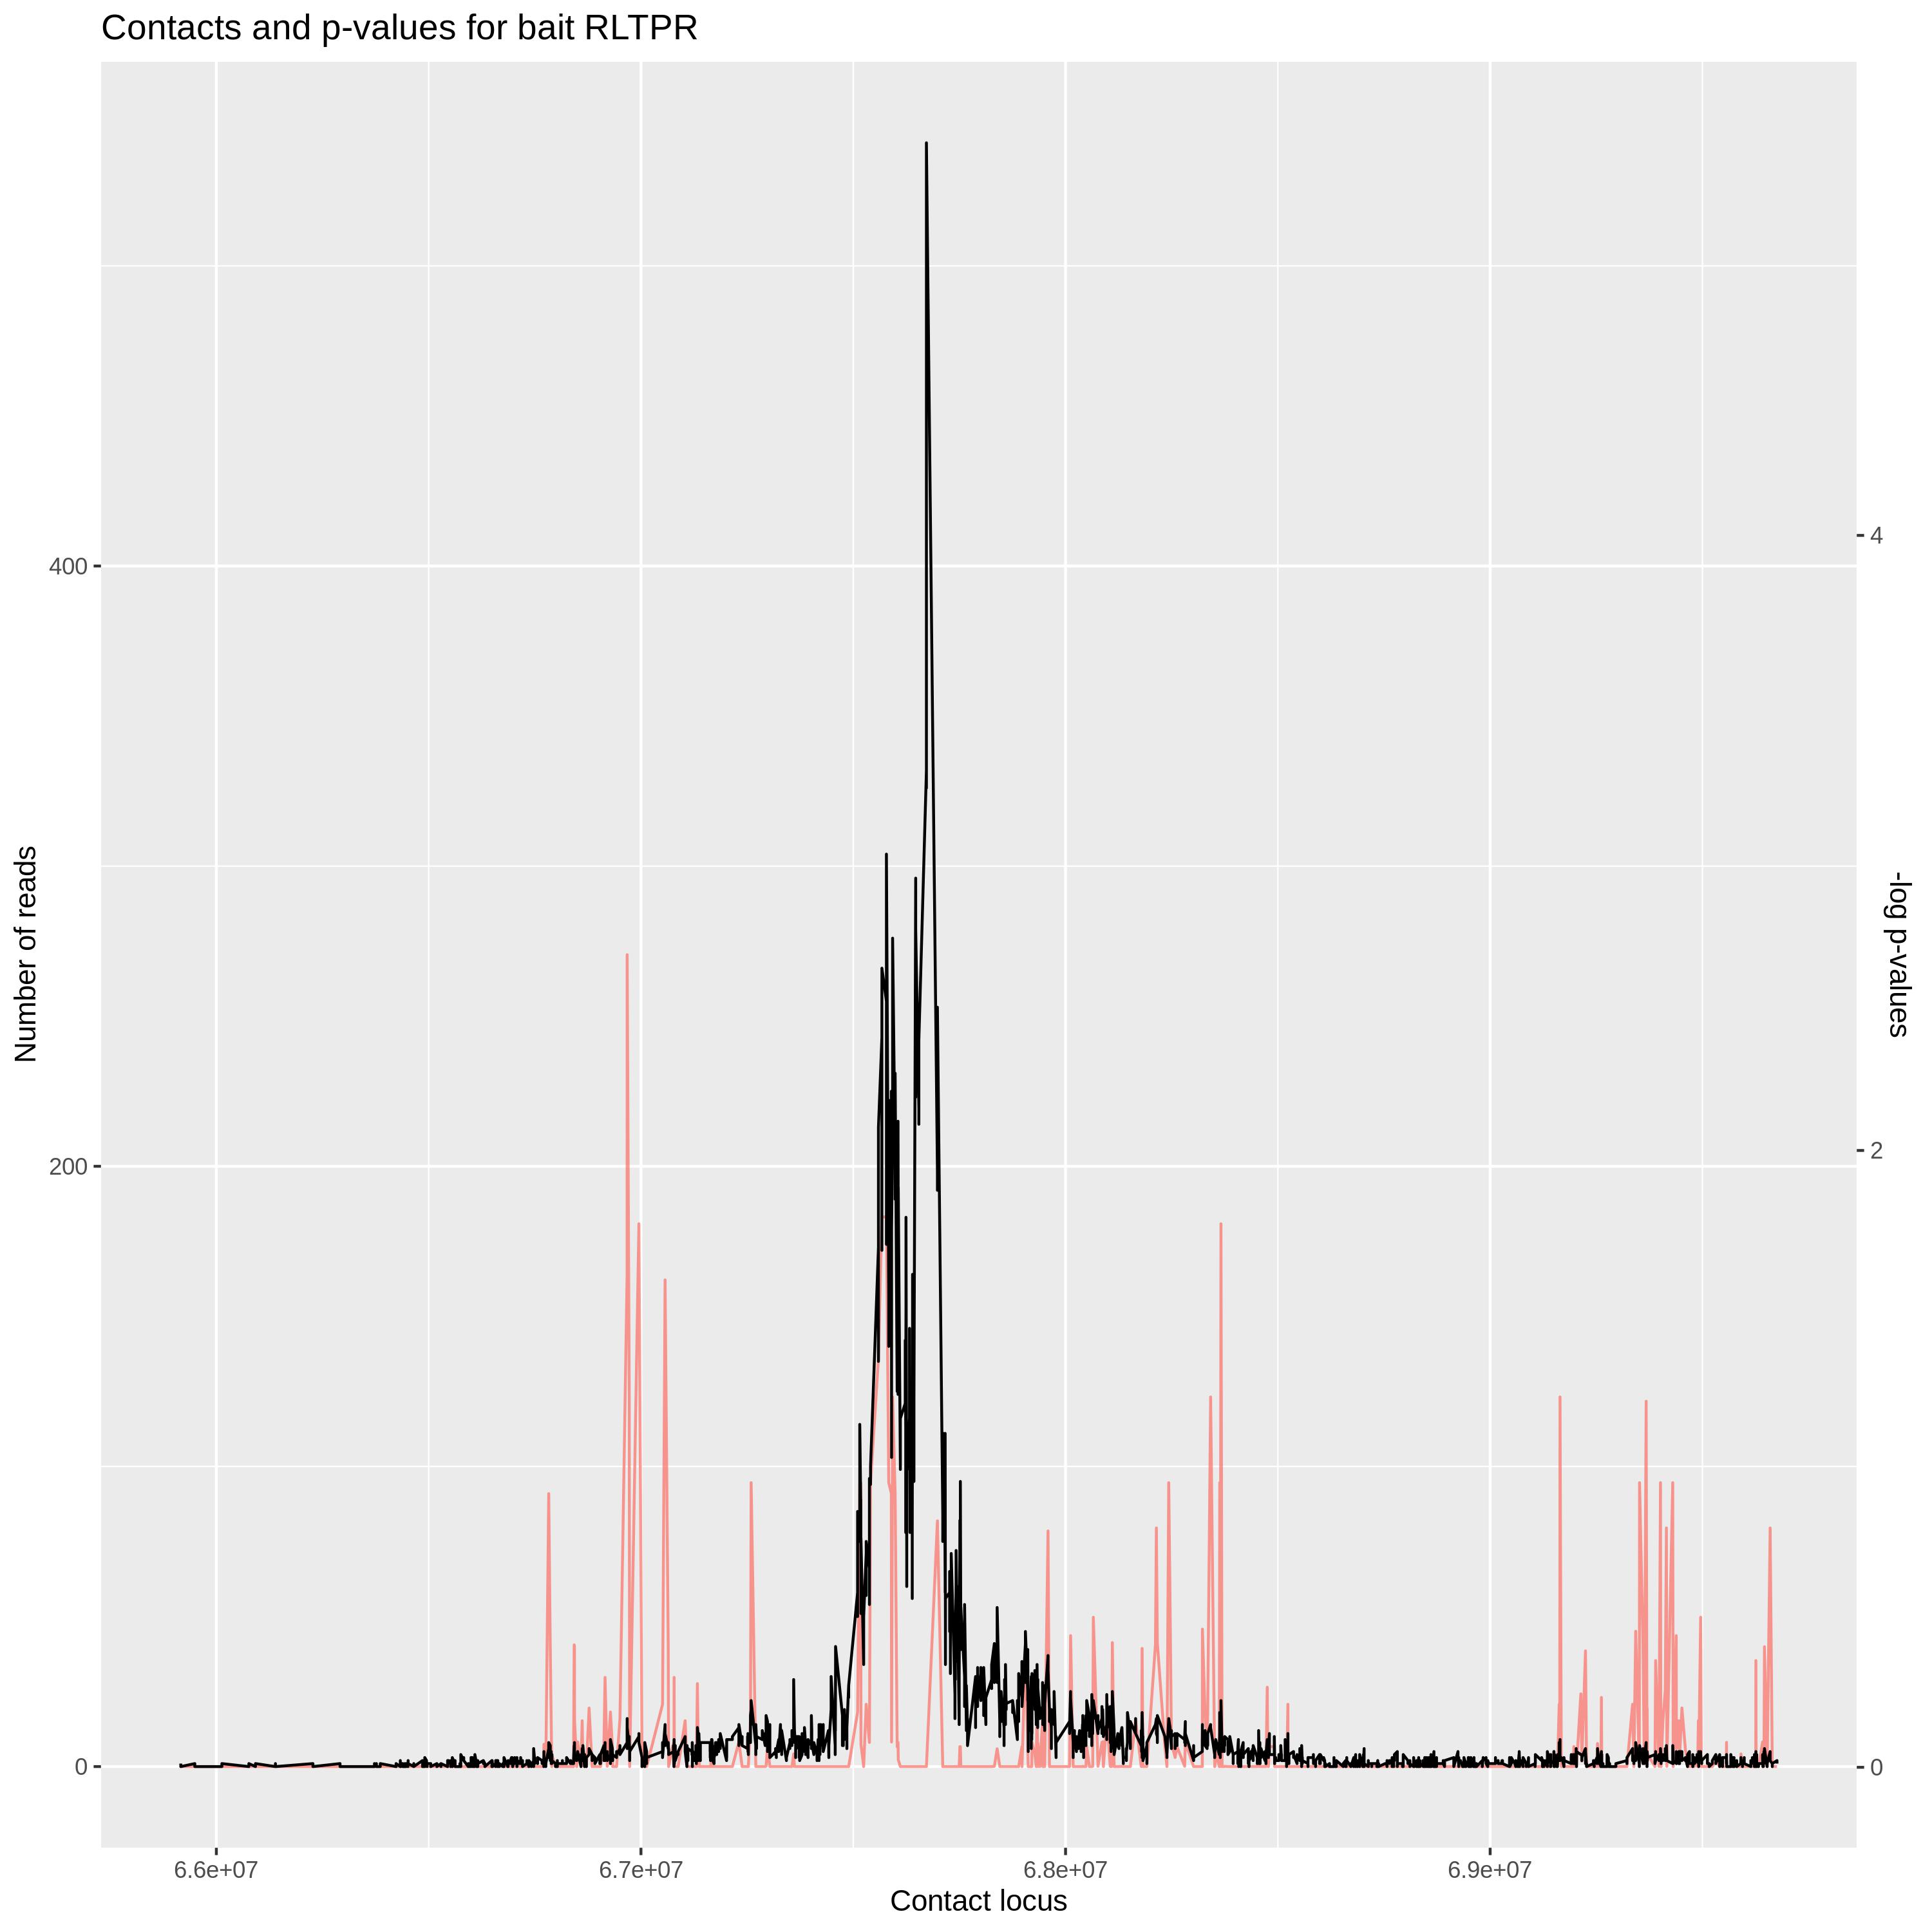 Contacts and p-values for bait RLTPR
Number of reads
400
200
0
4
2
0
-log p-values
6.6e+07 6.7e+07 6.8e+07 6.9e+07
Contact locus